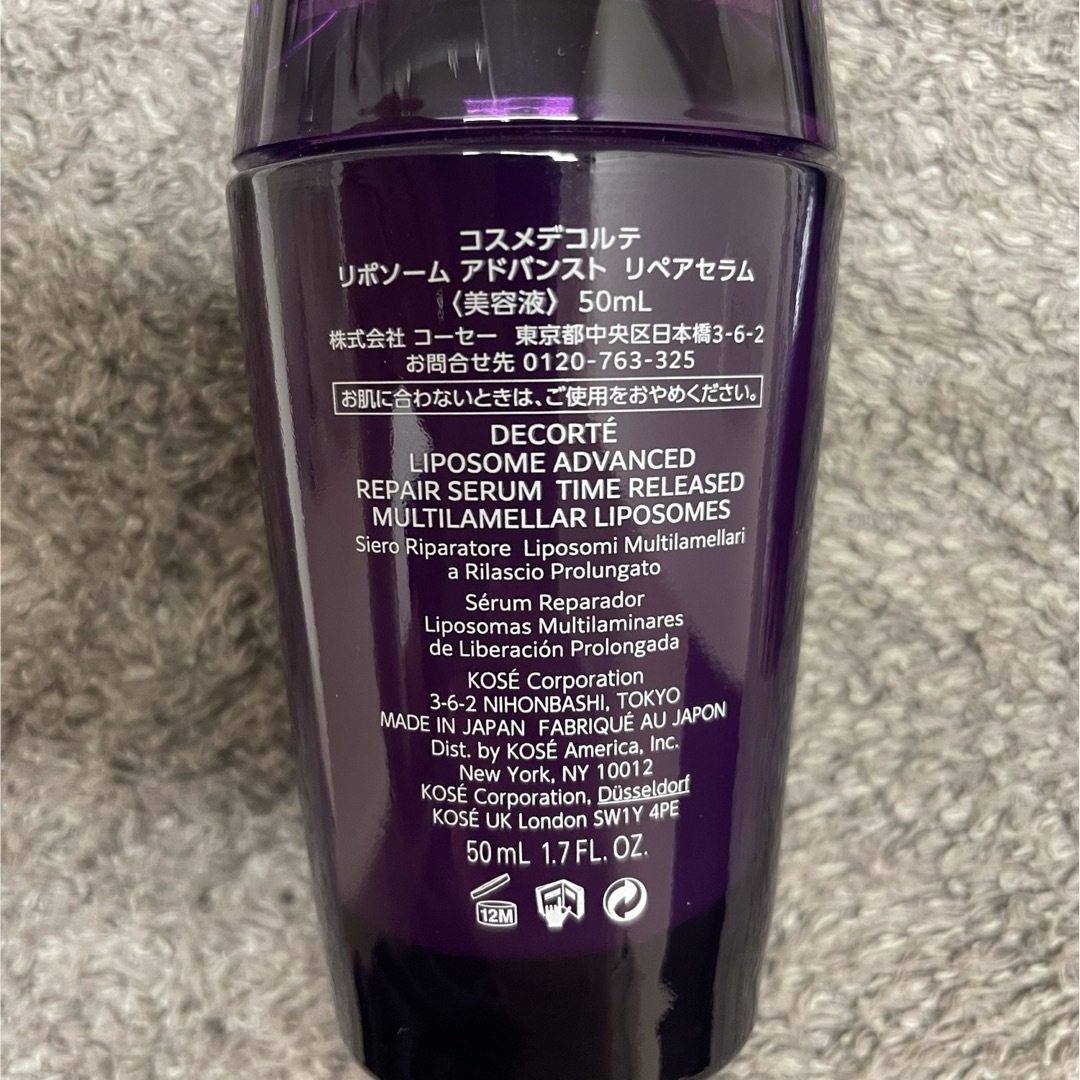 コスメデコルテ
リポソーム アドバンスト リペアセラム
〈美容液〉 50mL
株式会社 コーセー 東京都中央区日本橋3-6-2
お問合せ先 0120-763-325
お肌に合わないときは、ご使用をおやめください。
DECORTÉ
LIPOSOME ADVANCED
REPAIR SERUM TIME RELEASED
MULTILAMELLAR LIPOSOMES
Siero Riparatore Liposomi Multilamellari
a Rilascio Prolungato
Sérum Reparador
Liposomas Multilaminares
de Liberación Prolongada
KOSÉ Corporation
3-6-2 NIHONBASHI, TOKYO
MADE IN JAPAN FABRIQUÉ AU JAPON
Dist. by KOSÉ America, Inc.
New York, NY 10012
KOSÉ Corporation, Düsseldorf
KOSÉ UK London SW1Y 4PE
50 mL 1.7 FL. OZ.
12M